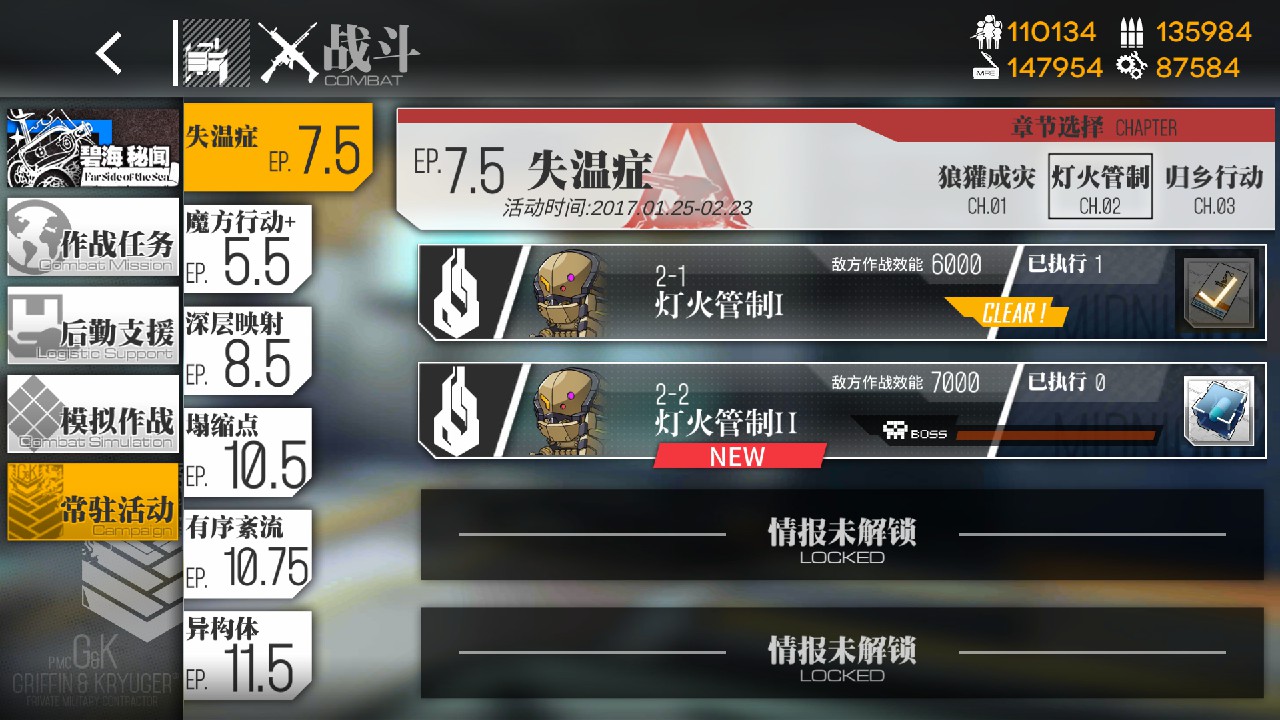 战斗
COMBAT
110134
135984
MRE
147954
87584
碧海秘闻
Far Side of the Sea
作战任务
Combat Mission
后勤支援
Logistic Support
模拟作战
Combat Simulation
常驻活动
Campaign
G&K
PMC
GRIFFIN & KRYUGER
PRIVATE MILITARY CONTRACTOR
失温症
EP. 7.5
魔方行动+
EP. 5.5
深层映射
EP. 8.5
塌缩点
EP. 10.5
有序紊流
EP. 10.75
异构体
EP. 11.5
章节选择 CHAPTER
EP. 7.5 失温症
活动时间:2017.01.25-02.23
狼獾成灾
CH.01
灯火管制
CH.02
归乡行动
CH.03
2-1
灯火管制I
敌方作战效能 6000
已执行 1
CLEAR!
MIDNI
2-2
灯火管制II
敌方作战效能 7000
已执行 0
BOSS
NEW
情报未解锁
LOCKED
情报未解锁
LOCKED